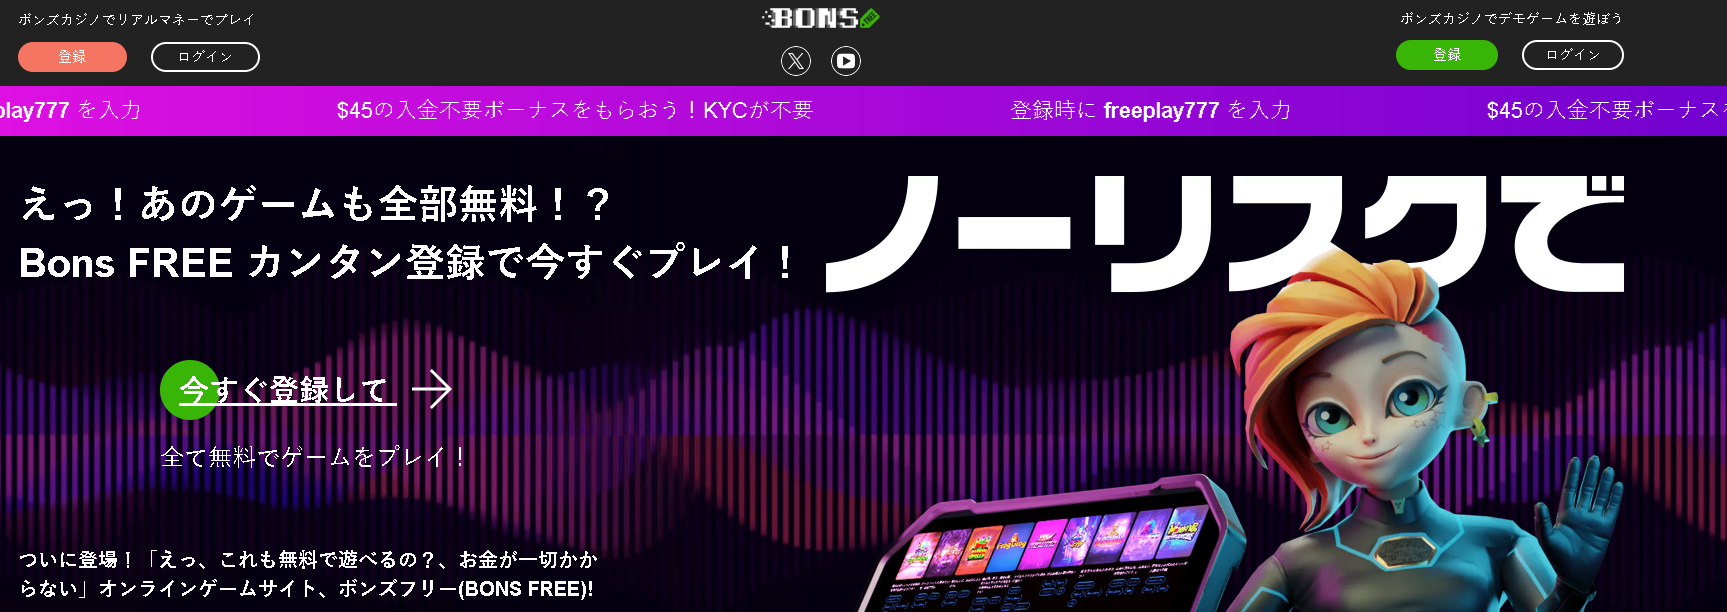 ボンズカジノでリアルマネーでプレイ
登録
ログイン
BONS FREE
ボンズカジノでデモゲームを遊ぼう
登録
ログイン
play777 を入力
$45の入金不要ボーナスをもらおう！KYCが不要
登録時に freeplay777 を入力
$45の入金不要ボーナス
えっ！あのゲームも全部無料！？
Bons FREE カンタン登録で今すぐプレイ！
ノーリスクで
今すぐ登録して
全て無料でゲームをプレイ！
ついに登場！「えっ、これも無料で遊べるの？、お金が一切かか
らない」オンラインゲームサイト、ボンズフリー(BONS FREE)!